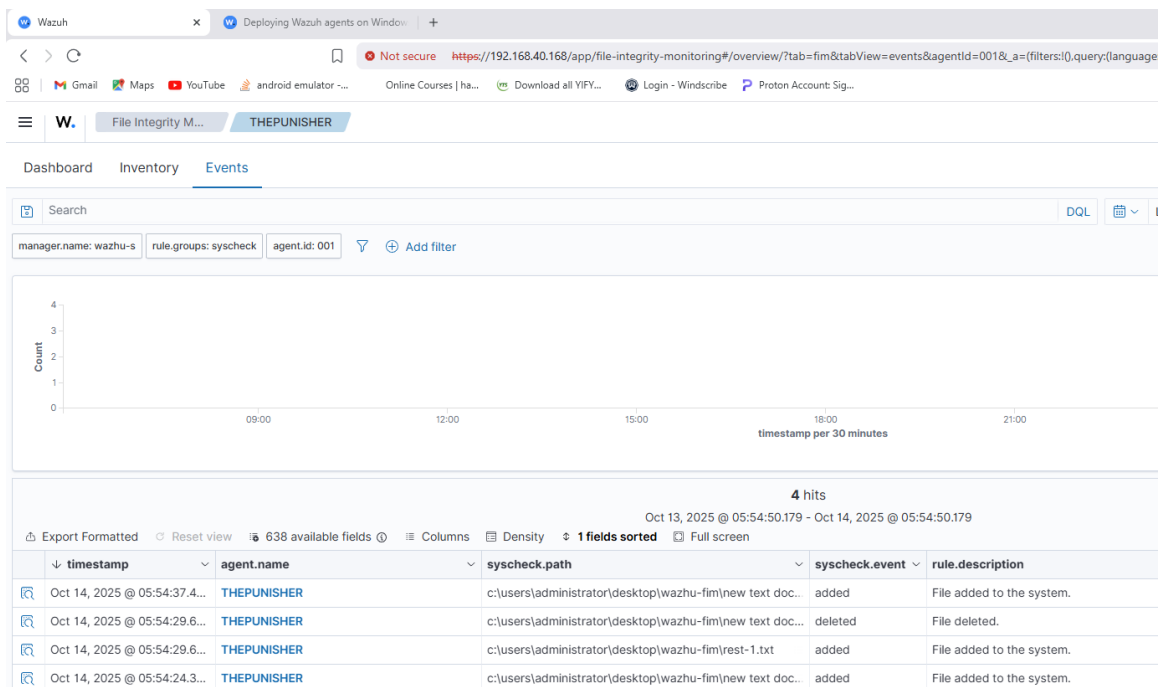 Wazuh
Deploying Wazuh agents on Window
Not secure https://192.168.40.168/app/file-integrity-monitoring#/overview/?tab=fim&tabView=events&agentId=001&_a=(filters:!(),query:(language
Gmail Maps YouTube android emulator -... Online Courses | ha... Download all YIFY... Login - Windscribe Proton Account: Sig...
W. File Integrity M... THEPUNISHER
Dashboard Inventory Events
Search DQL
manager.name: wazhu-s rule.groups: syscheck agent.id: 001 Add filter
4
3
2
1
0
Count
09:00 12:00 15:00 18:00 21:00
timestamp per 30 minutes
4 hits
Oct 13, 2025 @ 05:54:50.179 - Oct 14, 2025 @ 05:54:50.179
Export Formatted Reset view 638 available fields Columns Density 1 fields sorted Full screen
timestamp agent.name syscheck.path syscheck.event rule.description
Oct 14, 2025 @ 05:54:37.4... THEPUNISHER c:\users\administrator\desktop\wazhu-fim\new text doc... added File added to the system.
Oct 14, 2025 @ 05:54:29.6... THEPUNISHER c:\users\administrator\desktop\wazhu-fim\new text doc... deleted File deleted.
Oct 14, 2025 @ 05:54:29.6... THEPUNISHER c:\users\administrator\desktop\wazhu-fim\rest-1.txt added File added to the system.
Oct 14, 2025 @ 05:54:24.3... THEPUNISHER c:\users\administrator\desktop\wazhu-fim\new text doc... added File added to the system.